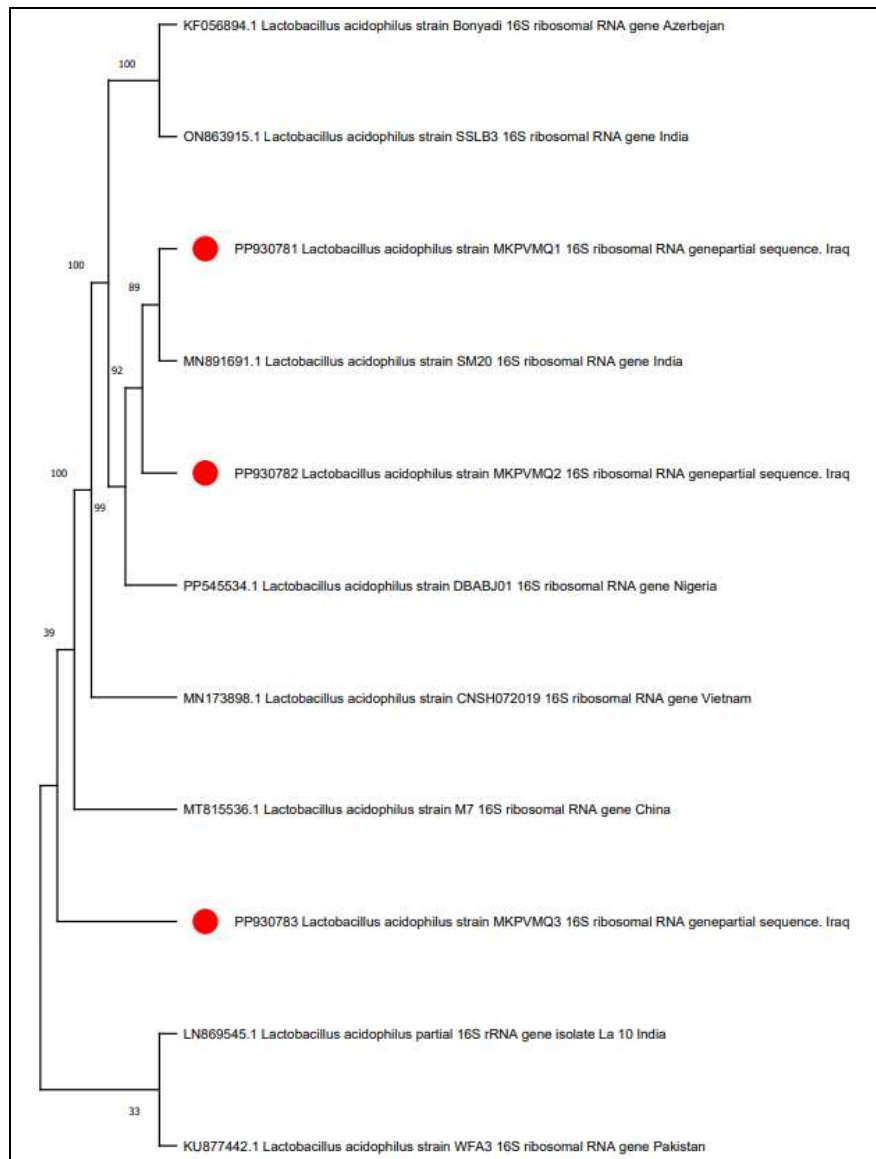 KF056894.1 Lactobacillus acidophilus strain Bonyadi 16S ribosomal RNA gene Azerbejan
100
ON863915.1 Lactobacillus acidophilus strain SSLB3 16S ribosomal RNA gene India
PP930781 Lactobacillus acidophilus strain MKPVMQ1 16S ribosomal RNA genepartial sequence. Iraq
100
89
MN891691.1 Lactobacillus acidophilus strain SM20 16S ribosomal RNA gene India
92
PP930782 Lactobacillus acidophilus strain MKPVMQ2 16S ribosomal RNA genepartial sequence. Iraq
100
99
PP545534.1 Lactobacillus acidophilus strain DBABJ01 16S ribosomal RNA gene Nigeria
39
MN173898.1 Lactobacillus acidophilus strain CNSH072019 16S ribosomal RNA gene Vietnam
MT815536.1 Lactobacillus acidophilus strain M7 16S ribosomal RNA gene China
PP930783 Lactobacillus acidophilus strain MKPVMQ3 16S ribosomal RNA genepartial sequence. Iraq
LN869545.1 Lactobacillus acidophilus partial 16S rRNA gene isolate La 10 India
33
KU877442.1 Lactobacillus acidophilus strain WFA3 16S ribosomal RNA gene Pakistan